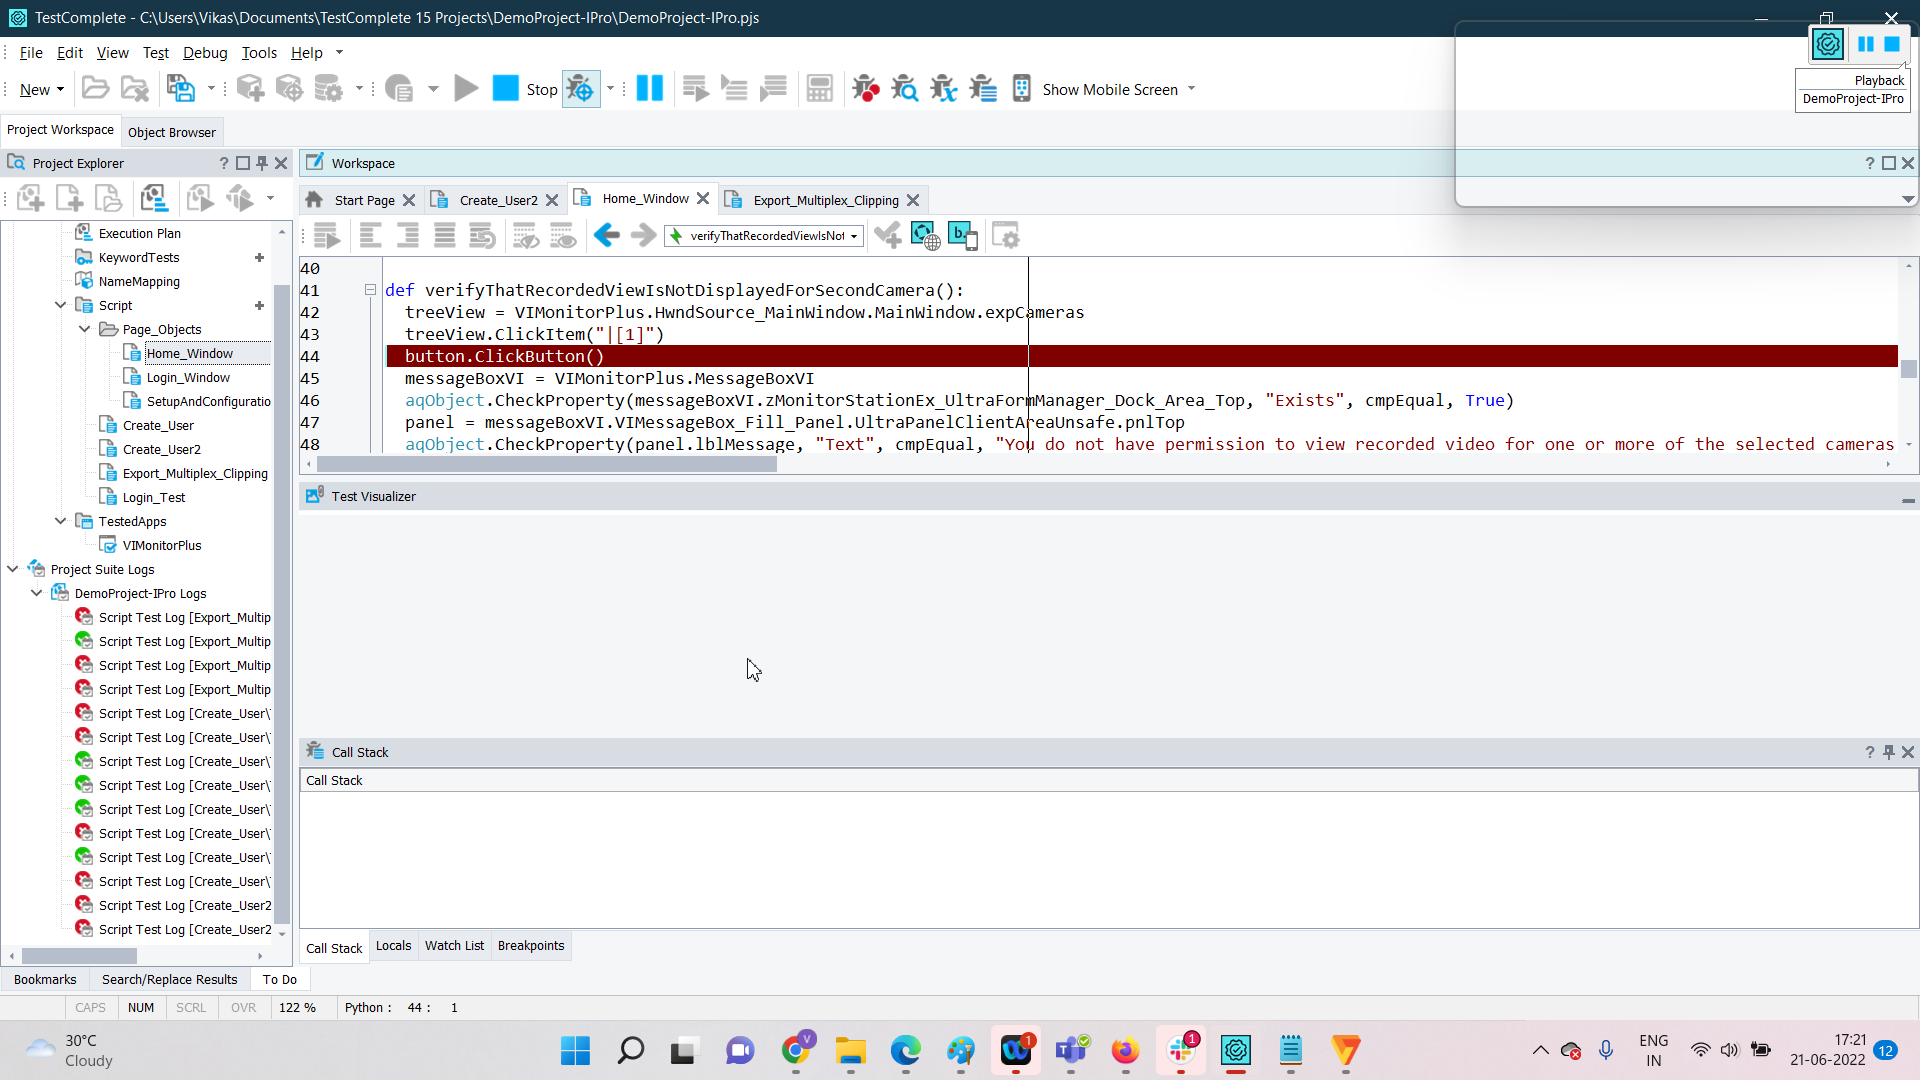 TestComplete - C:\Users\Vikas\Documents\TestComplete 15 Projects\DemoProject-IPro\DemoProject-IPro.pjs
File Edit View Test Debug Tools Help
Playback
DemoProject-IPro
New Stop Show Mobile Screen
Project Workspace Object Browser
Project Explorer
Workspace
Start Page Create_User2 Home_Window Export_Multiplex_Clipping
verifyThatRecordedViewIsNot
Execution Plan
KeywordTests
NameMapping
Script
Page_Objects
Home_Window
Login_Window
SetupAndConfiguratio
Create_User
Create_User2
Export_Multiplex_Clipping
Login_Test
TestedApps
VIMonitorPlus
Project Suite Logs
DemoProject-IPro Logs
Script Test Log [Export_Multip
Script Test Log [Export_Multip
Script Test Log [Export_Multip
Script Test Log [Export_Multip
Script Test Log [Create_User\
Script Test Log [Create_User\
Script Test Log [Create_User\
Script Test Log [Create_User\
Script Test Log [Create_User\
Script Test Log [Create_User\
Script Test Log [Create_User\
Script Test Log [Create_User\
Script Test Log [Create_User2
Script Test Log [Create_User2
40
41 def verifyThatRecordedViewIsNotDisplayedForSecondCamera():
42 treeView = VIMonitorPlus.HwndSource_MainWindow.MainWindow.expCameras
43 treeView.ClickItem("|[1]")
44 button.ClickButton()
45 messageBoxVI = VIMonitorPlus.MessageBoxVI
46 aqObject.CheckProperty(messageBoxVI.zMonitorStationEx_UltraFormManager_Dock_Area_Top, "Exists", cmpEqual, True)
47 panel = messageBoxVI.VIMessageBox_Fill_Panel.UltraPanelClientAreaUnsafe.pnlTop
48 aqObject.CheckProperty(panel.lblMessage, "Text", cmpEqual, "You do not have permission to view recorded video for one or more of the selected cameras
Test Visualizer
Call Stack
Call Stack
Call Stack Locals Watch List Breakpoints
Bookmarks Search/Replace Results To Do
CAPS NUM SCRL OVR 122 % Python : 44 : 1
30°C
Cloudy
V
1
1
ENG
IN
17:21
21-06-2022
12